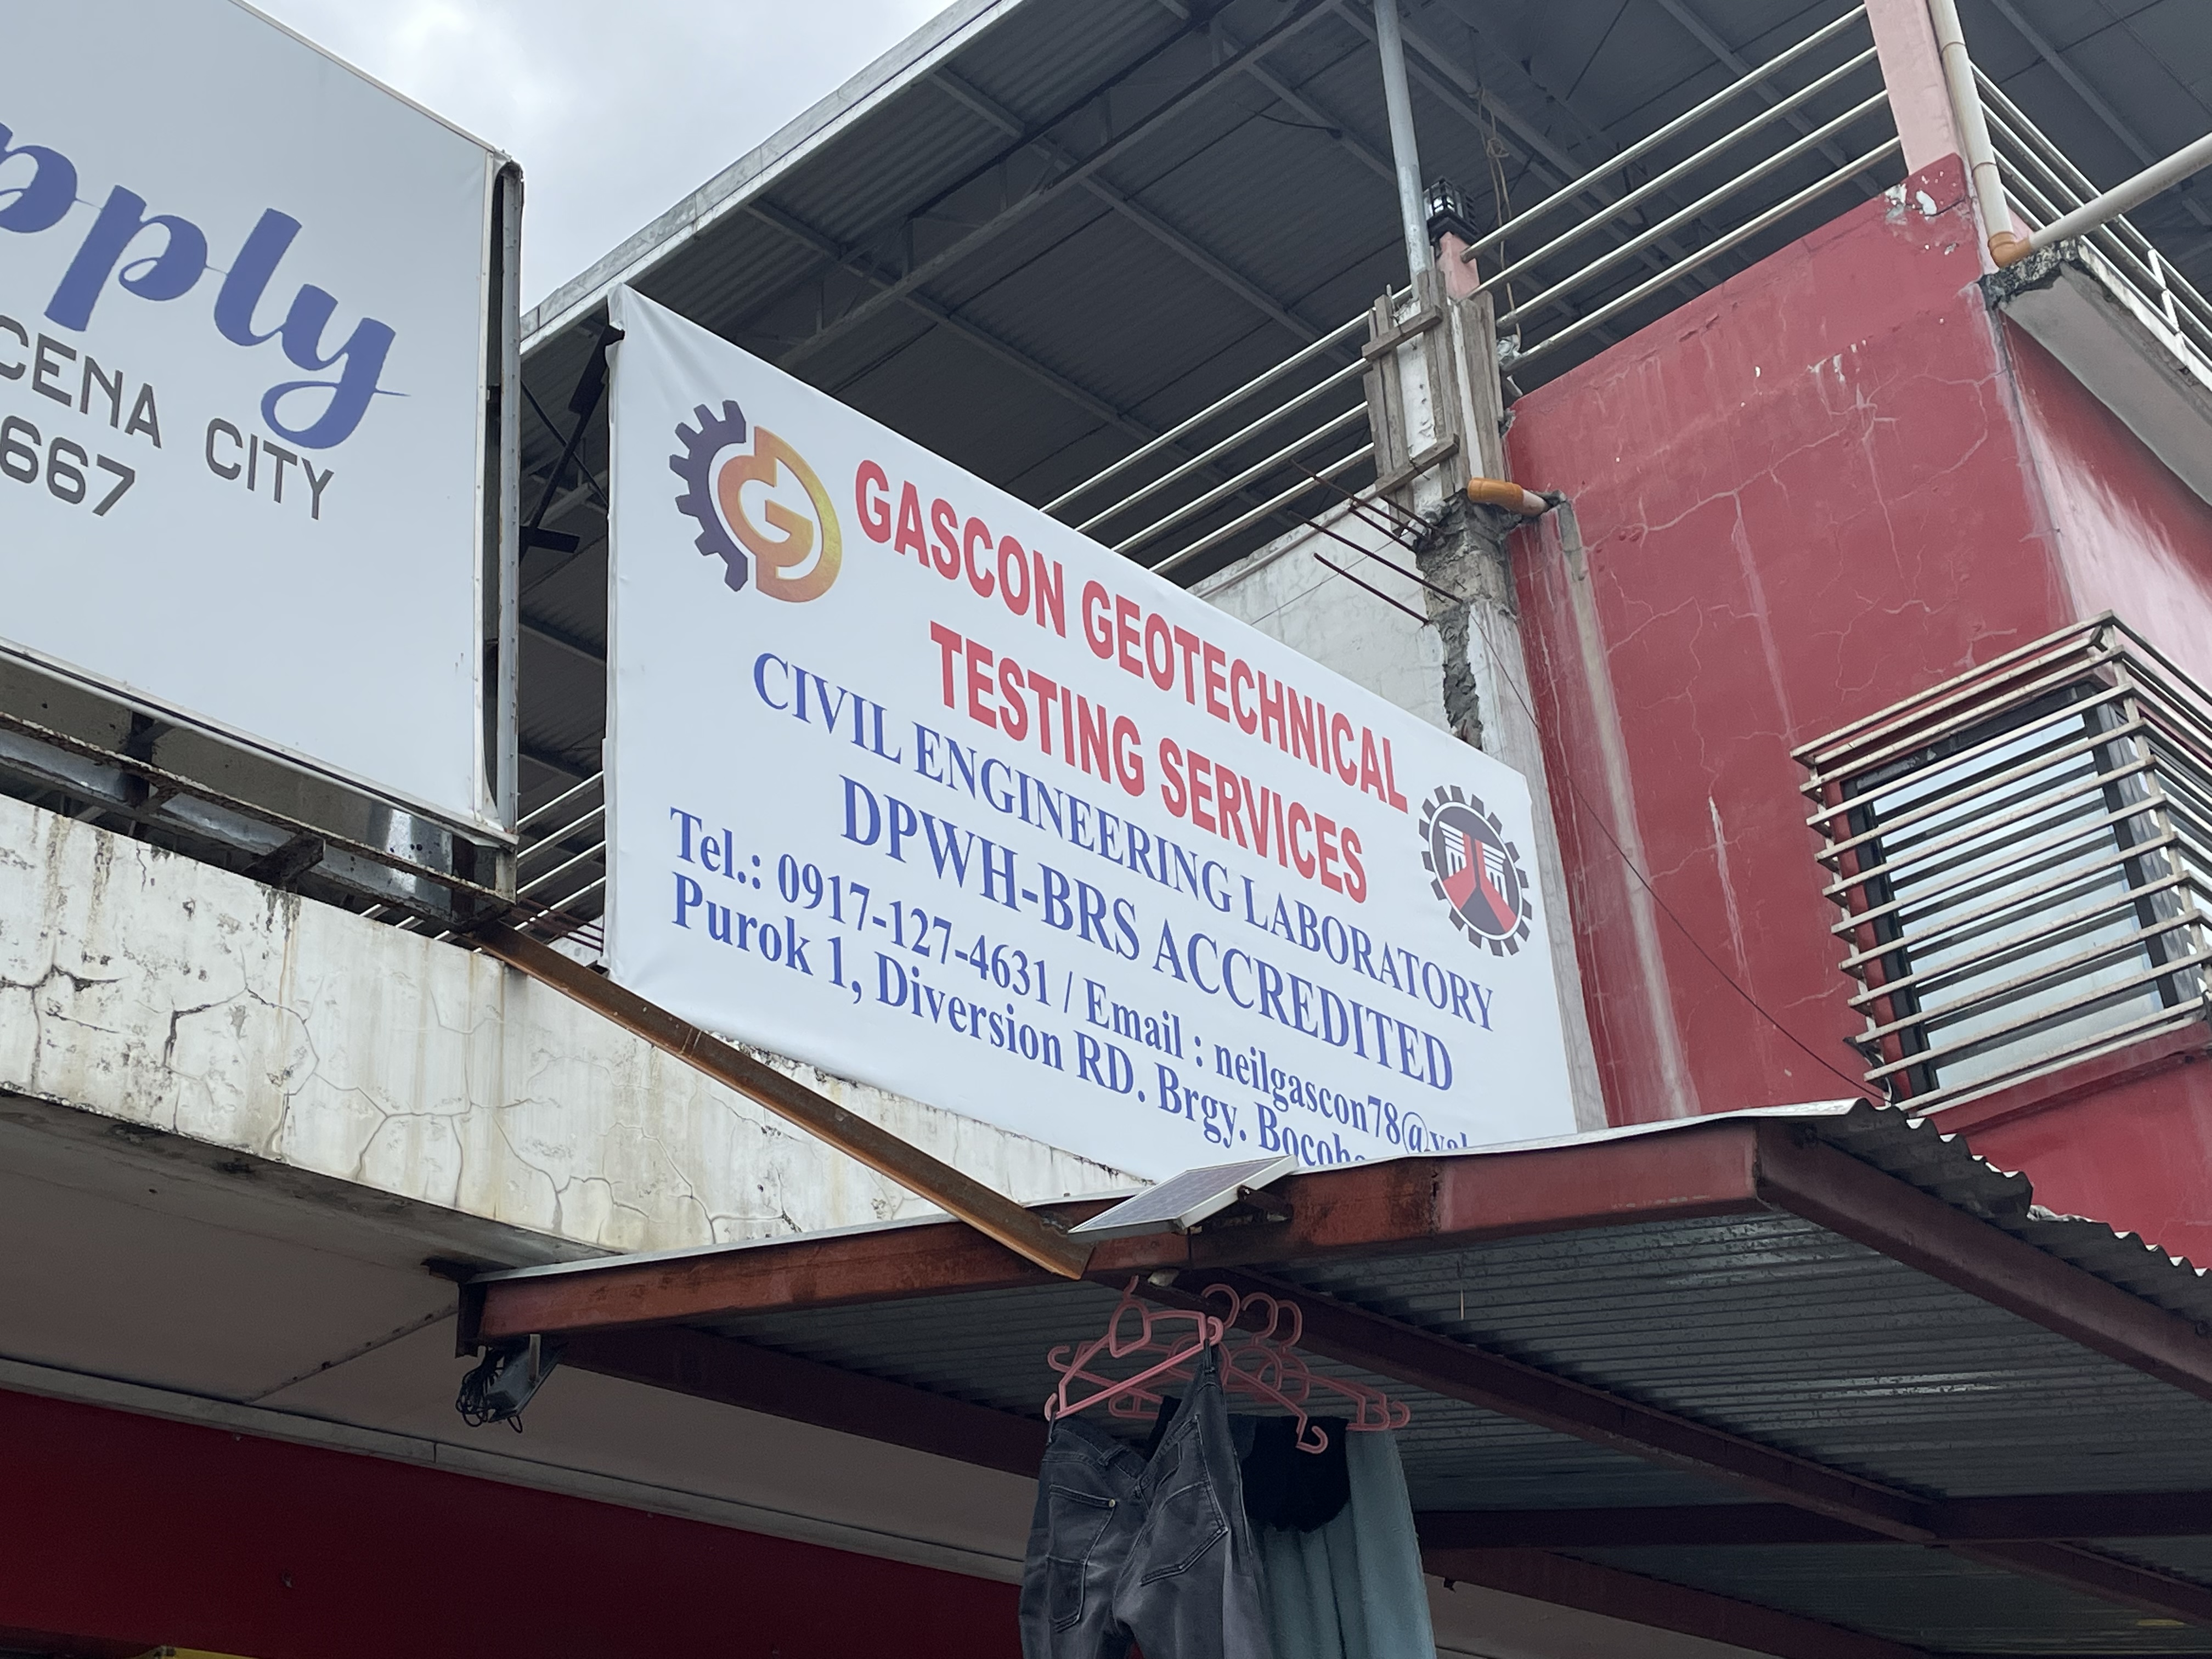 pply
CENA CITY
667
G
GASCON GEOTECHNICAL
TESTING SERVICES
CIVIL ENGINEERING LABORATORY
DPWH-BRS ACCREDITED
Tel.: 0917-127-4631 / Email : neilgascon78@
Purok 1, Diversion RD. Brgy.